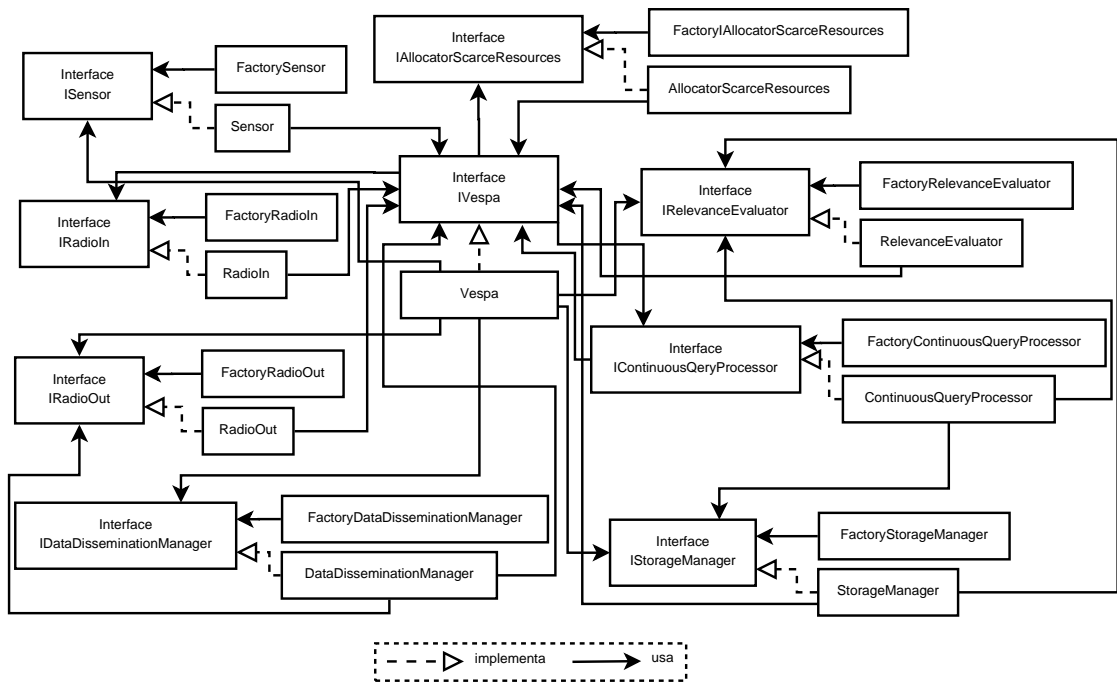 Interface
IAllocatorScarceResources
FactoryIAllocatorScarceResources
AllocatorScarceResources
Interface
ISensor
FactorySensor
Sensor
Interface
IVespa
Vespa
Interface
IRelevanceEvaluator
FactoryRelevanceEvaluator
RelevanceEvaluator
Interface
IRadioIn
FactoryRadioIn
RadioIn
Interface
IContinuousQeryProcessor
FactoryContinuousQueryProcessor
ContinuousQueryProcessor
Interface
IRadioOut
FactoryRadioOut
RadioOut
Interface
IDataDisseminationManager
FactoryDataDisseminationManager
DataDisseminationManager
Interface
IStorageManager
FactoryStorageManager
StorageManager
implementa
usa